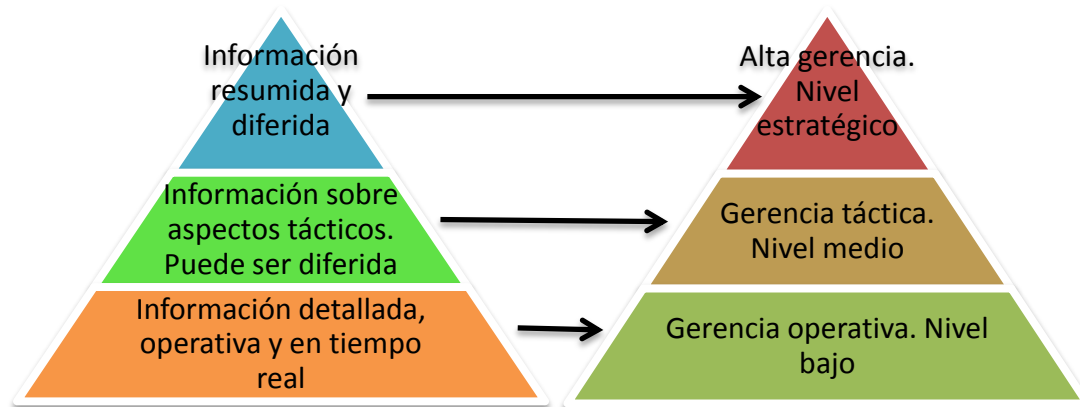 Información
resumida y
diferida
Alta gerencia.
Nivel
estratégico
Información sobre
aspectos tácticos.
Puede ser diferida
Gerencia táctica.
Nivel medio
Información detallada,
operativa y en tiempo
real
Gerencia operativa. Nivel
bajo